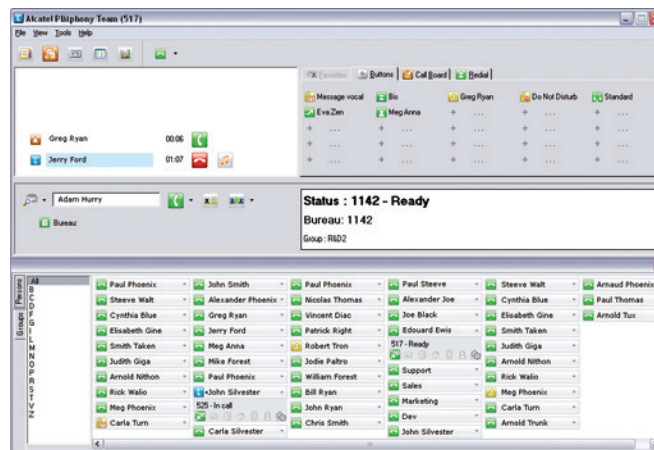 Alcatel PIMphony Team (517)
File View Tools Help
Favorites Buttons Call Board Redial
Message vocal Bis Greg Ryan Do Not Disturb Standard
Eva Zen Meg Anna + ... + ... + ...
+ ... + ... + ... + ... + ...
+ ... + ... + ... + ... + ...
+ ... + ... + ... + ... + ...
Greg Ryan 00:06
Jerry Ford 01:07
Adam Hurry
Bureau:
Status : 1142 - Ready
Bureau: 1142
Group : R&D2
Persons
Groups
All
B
C
D
F
G
I
L
M
N
O
P
R
S
T
V
Z
Paul Phoenix
Steeve Walt
Cynthia Blue
Elisabeth Gine
Smith Taken
Judith Giga
Arnold Nithon
Rick Walio
Meg Phoenix
Carla Turn
John Smith
Alexander Phoenix
Greg Ryan
Jerry Ford
Meg Anna
Mike Forest
Paul Phoenix
John Silvester
525 - In call
Carla Silvester
Paul Phoenix
Nicolas Thomas
Vincent Diac
Patrick Right
Robert Tron
Jodie Paltro
William Forest
Bill Ryan
John Ryan
Chris Smith
Paul Steeve
Alexander Joe
Joe Black
Edouard Ewis
517 - Ready
Support
Sales
Marketing
Dev
John Silvester
Steeve Walt
Cynthia Blue
Elisabeth Gine
Smith Taken
Judith Giga
Arnold Nithon
Rick Walio
Meg Phoenix
Carla Turn
Arnold Trunk
Arnaud Phoenix
Paul Thomas
Arnold Tux